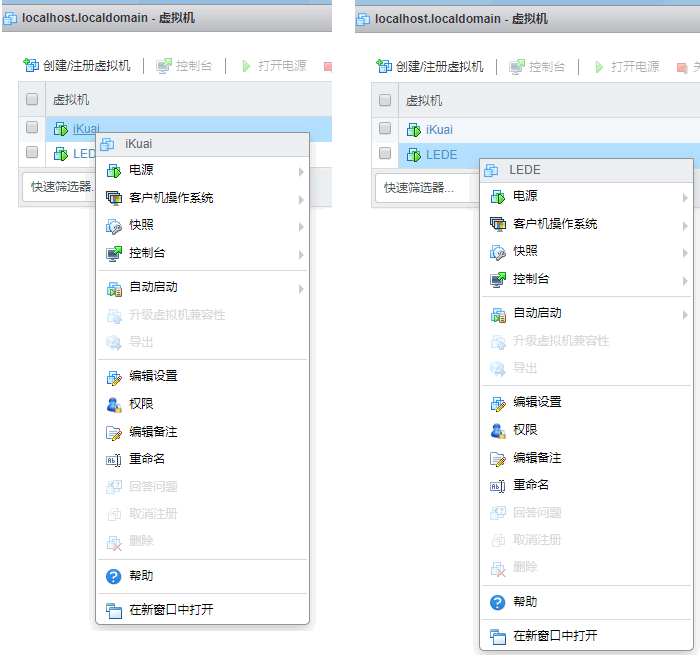 localhost.localdomain - 虚拟机
创建/注册虚拟机 控制台 打开电源
虚拟机
iKuai
LED
快速筛选器..
iKuai
电源
客户机操作系统
快照
控制台
自动启动
升级虚拟机兼容性
导出
编辑设置
权限
编辑备注
重命名
回答问题
取消注册
删除
帮助
在新窗口中打开
localhost.localdomain - 虚拟机
创建/注册虚拟机 控制台 打开电源
虚拟机
iKuai
LEDE
快速筛选器...
LEDE
电源
客户机操作系统
快照
控制台
自动启动
升级虚拟机兼容性
导出
编辑设置
权限
编辑备注
重命名
回答问题
取消注册
删除
帮助
在新窗口中打开